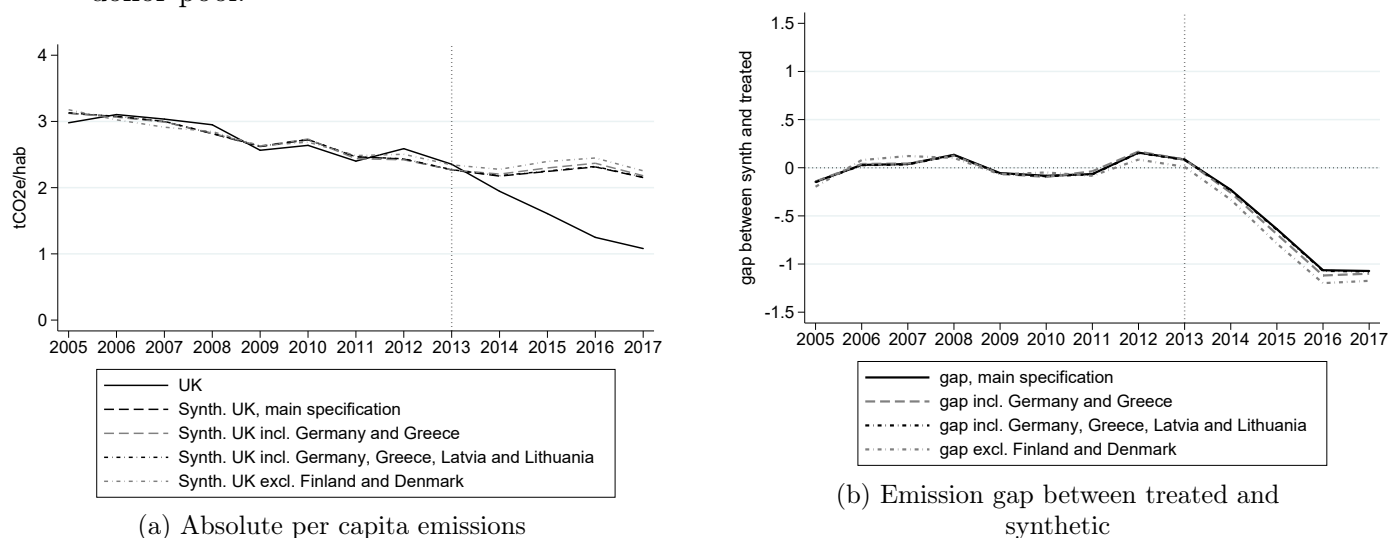 donor pool.
tCO2e/hab
4
3
2
1
0
2005 2006 2007 2008 2009 2010 2011 2012 2013 2014 2015 2016 2017
UK
Synth. UK, main specification
Synth. UK incl. Germany and Greece
Synth. UK incl. Germany, Greece, Latvia and Lithuania
Synth. UK excl. Finland and Denmark
(a) Absolute per capita emissions
gap between synth and treated
1.5
1
.5
0
-.5
-1
-1.5
2005 2006 2007 2008 2009 2010 2011 2012 2013 2014 2015 2016 2017
gap, main specification
gap incl. Germany and Greece
gap incl. Germany, Greece, Latvia and Lithuania
gap excl. Finland and Denmark
(b) Emission gap between treated and
synthetic